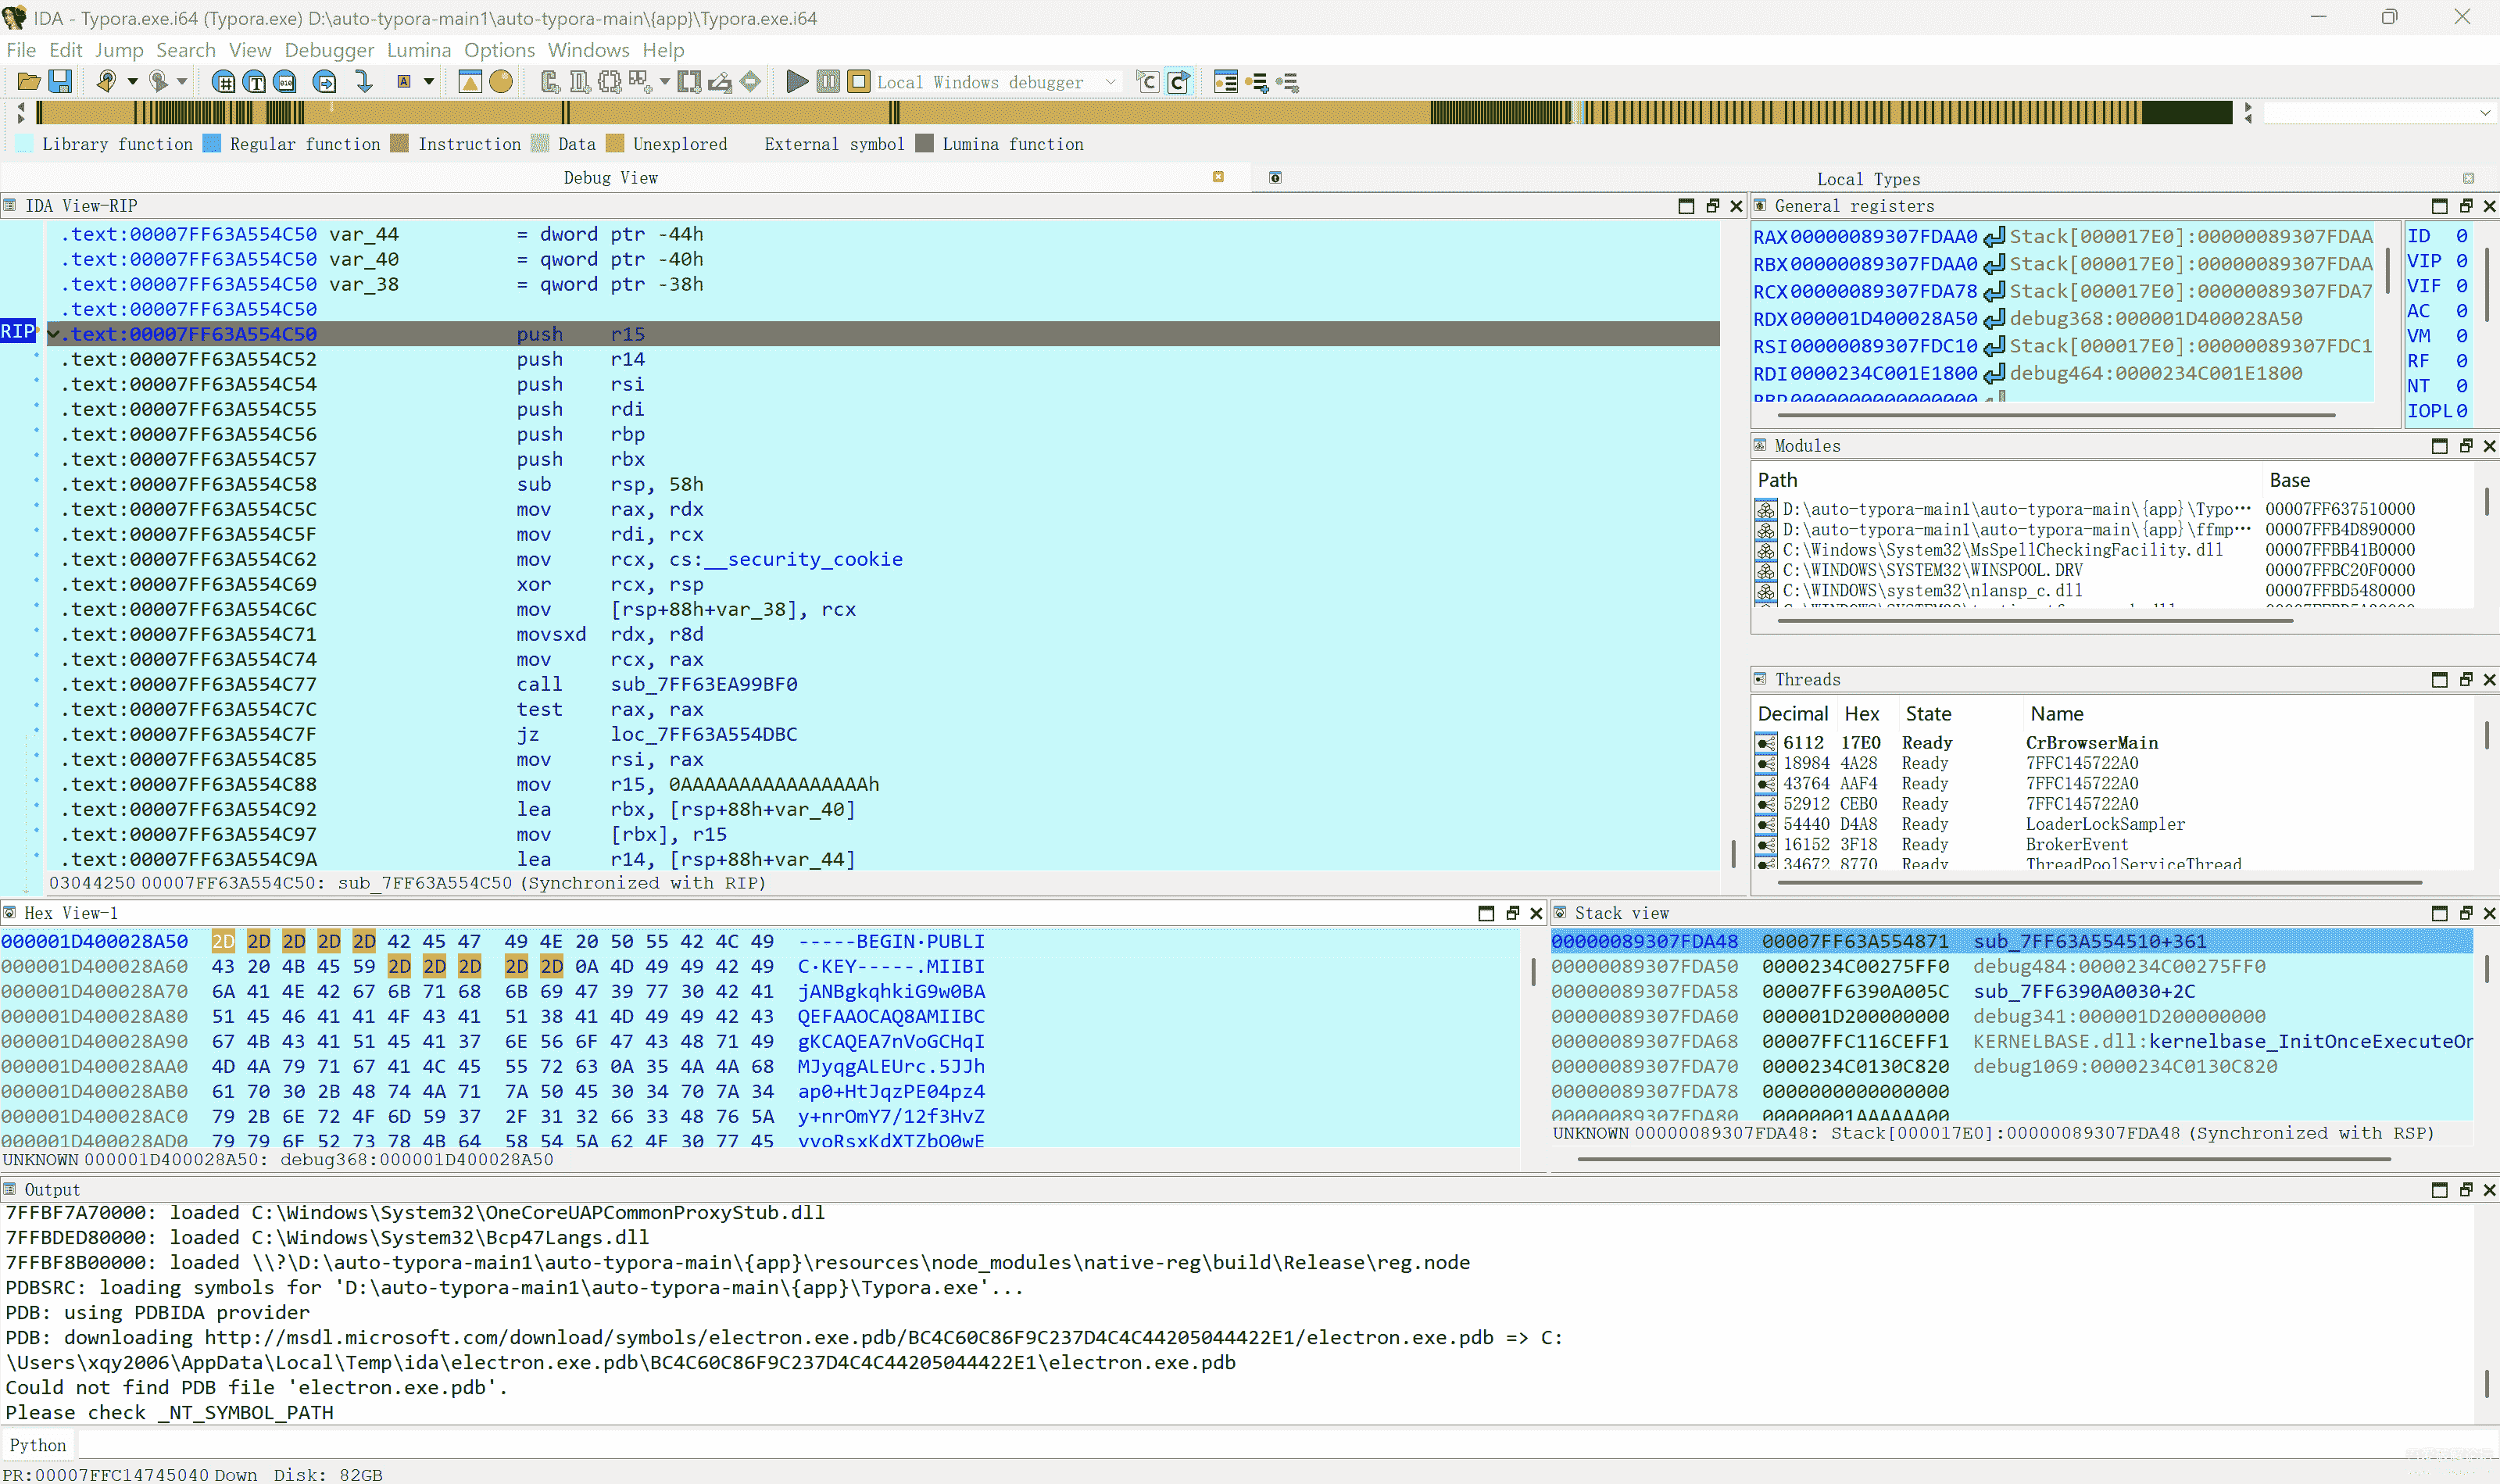 IDA - Typora.exe.i64 (Typora.exe) D:\auto-typora-main1\auto-typora-main\{app}\Typora.exe.i64
File Edit Jump Search View Debugger Lumina Options Windows Help
Local Windows debugger
Library function Regular function Instruction Data Unexplored External symbol Lumina function
Debug View
Local Types
IDA View-RIP
.text:00007FF63A554C50 var_44 = dword ptr -44h
.text:00007FF63A554C50 var_40 = qword ptr -40h
.text:00007FF63A554C50 var_38 = qword ptr -38h
.text:00007FF63A554C50
RIP .text:00007FF63A554C50 push r15
.text:00007FF63A554C52 push r14
.text:00007FF63A554C54 push rsi
.text:00007FF63A554C55 push rdi
.text:00007FF63A554C56 push rbp
.text:00007FF63A554C57 push rbx
.text:00007FF63A554C58 sub rsp, 58h
.text:00007FF63A554C5C mov rax, rdx
.text:00007FF63A554C5F mov rdi, rcx
.text:00007FF63A554C62 mov rcx, cs:__security_cookie
.text:00007FF63A554C69 xor rcx, rsp
.text:00007FF63A554C6C mov [rsp+88h+var_38], rcx
.text:00007FF63A554C71 movsxd rdx, r8d
.text:00007FF63A554C74 mov rcx, rax
.text:00007FF63A554C77 call sub_7FF63EA99BF0
.text:00007FF63A554C7C test rax, rax
.text:00007FF63A554C7F jz loc_7FF63A554DBC
.text:00007FF63A554C85 mov rsi, rax
.text:00007FF63A554C88 mov r15, 0AAAAAAAAAAAAAAAAh
.text:00007FF63A554C92 lea rbx, [rsp+88h+var_40]
.text:00007FF63A554C97 mov [rbx], r15
.text:00007FF63A554C9A lea r14, [rsp+88h+var_44]
03044250 00007FF63A554C50: sub_7FF63A554C50 (Synchronized with RIP)
General registers
RAX 00000089307FDAA0 Stack[000017E0]:00000089307FDAA
RBX 00000089307FDAA0 Stack[000017E0]:00000089307FDAA
RCX 00000089307FDA78 Stack[000017E0]:00000089307FDA7
RDX 000001D400028A50 debug368:000001D400028A50
RSI 00000089307FDC10 Stack[000017E0]:00000089307FDC1
RDI 0000234C001E1800 debug464:0000234C001E1800
RBP 0000000000000000
ID 0
VIP 0
VIF 0
AC 0
VM 0
RF 0
NT 0
IOPL 0
Modules
Path Base
D:\auto-typora-main1\auto-typora-main\{app}\Typo… 00007FF637510000
D:\auto-typora-main1\auto-typora-main\{app}\ffmp… 00007FFB4D890000
C:\Windows\System32\MsSpellCheckingFacility.dll 00007FFBB41B0000
C:\WINDOWS\SYSTEM32\WINSPOOL.DRV 00007FFBC20F0000
C:\WINDOWS\system32\nlansp_c.dll 00007FFBD5480000
Threads
Decimal Hex State Name
6112 17E0 Ready CrBrowserMain
18984 4A28 Ready 7FFC145722A0
43764 AAF4 Ready 7FFC145722A0
52912 CEB0 Ready 7FFC145722A0
54440 D4A8 Ready LoaderLockSampler
16152 3F18 Ready BrokerEvent
34672 8770 Ready ThreadPoolServiceThread
Hex View-1
000001D400028A50 2D 2D 2D 2D 2D 42 45 47 49 4E 20 50 55 42 4C 49 -----BEGIN·PUBLI
000001D400028A60 43 20 4B 45 59 2D 2D 2D 2D 2D 0A 4D 49 49 42 49 C·KEY-----.MIIBI
000001D400028A70 6A 41 4E 42 67 6B 71 68 6B 69 47 39 77 30 42 41 jANBgkqhkiG9w0BA
000001D400028A80 51 45 46 41 41 4F 43 41 51 38 41 4D 49 49 42 43 QEFAAOCAQ8AMIIBC
000001D400028A90 67 4B 43 41 51 45 41 37 6E 56 6F 47 43 48 71 49 gKCAQEA7nVoGCHqI
000001D400028AA0 4D 4A 79 71 67 41 4C 45 55 72 63 0A 35 4A 4A 68 MJyqgALEUrc.5JJh
000001D400028AB0 61 70 30 2B 48 74 4A 71 7A 50 45 30 34 70 7A 34 ap0+HtJqzPE04pz4
000001D400028AC0 79 2B 6E 72 4F 6D 59 37 2F 31 32 66 33 48 76 5A y+nrOmY7/12f3HvZ
000001D400028AD0 79 79 6F 52 73 78 4B 64 58 54 5A 62 4F 30 77 45 yyoRsxKdXTZbO0wE
UNKNOWN 000001D400028A50: debug368:000001D400028A50
Stack view
00000089307FDA48 00007FF63A554871 sub_7FF63A554510+361
00000089307FDA50 0000234C00275FF0 debug484:0000234C00275FF0
00000089307FDA58 00007FF6390A005C sub_7FF6390A0030+2C
00000089307FDA60 000001D200000000 debug341:000001D200000000
00000089307FDA68 00007FFC116CEFF1 KERNELBASE.dll:kernelbase_InitOnceExecuteOn
00000089307FDA70 0000234C0130C820 debug1069:0000234C0130C820
00000089307FDA78 0000000000000000
00000089307FDA80 00000001AAAAAA00
UNKNOWN 00000089307FDA48: Stack[000017E0]:00000089307FDA48 (Synchronized with RSP)
Output
7FFBF7A70000: loaded C:\Windows\System32\OneCoreUAPCommonProxyStub.dll
7FFBDED80000: loaded C:\Windows\System32\Bcp47Langs.dll
7FFBF8B00000: loaded \\?\D:\auto-typora-main1\auto-typora-main\{app}\resources\node_modules\native-reg\build\Release\reg.node
PDBSRC: loading symbols for 'D:\auto-typora-main1\auto-typora-main\{app}\Typora.exe'...
PDB: using PDBIDA provider
PDB: downloading http://msdl.microsoft.com/download/symbols/electron.exe.pdb/BC4C60C86F9C237D4C4C44205044422E1/electron.exe.pdb => C:
\Users\xqy2006\AppData\Local\Temp\ida\electron.exe.pdb\BC4C60C86F9C237D4C4C44205044422E1\electron.exe.pdb
Could not find PDB file 'electron.exe.pdb'.
Please check _NT_SYMBOL_PATH
Python
PR:00007FFC14745040 Down Disk: 82GB